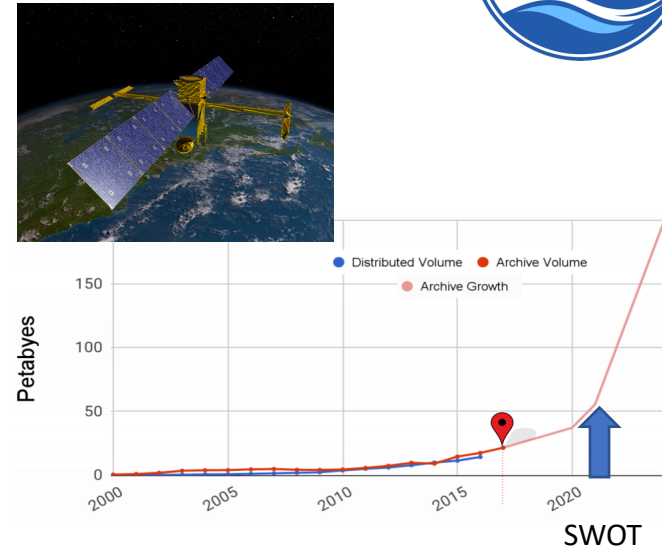 Distributed Volume Archive Volume
Archive Growth
150
100
50
0
Petabyes
2000 2005 2010 2015 2020
SWOT